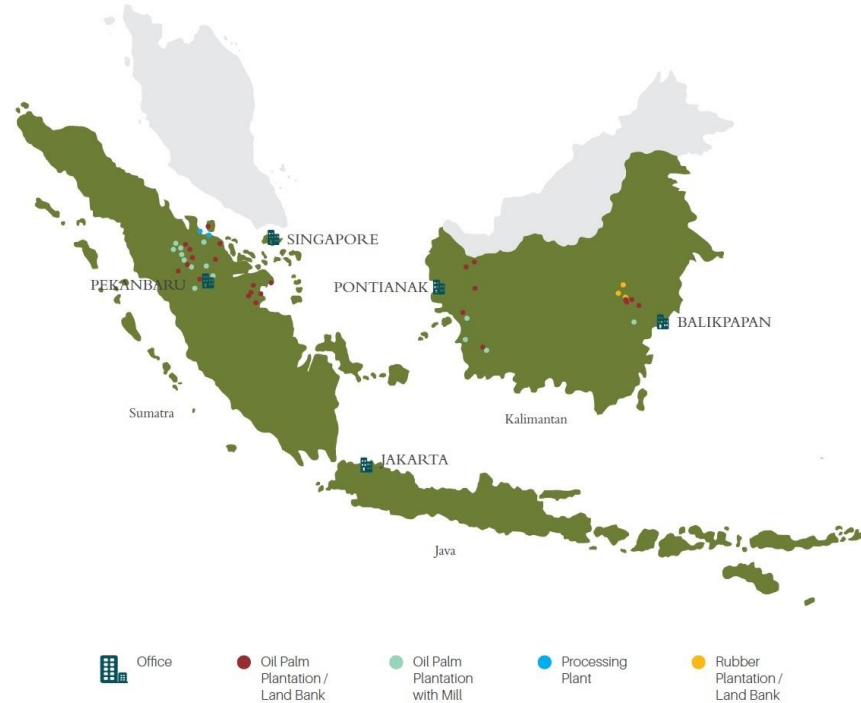 SINGAPORE
PEKANBARU
PONTIANAK
BALIKPAPAN
Sumatra
Kalimantan
JAKARTA
Java
Office
Oil Palm
Plantation /
Land Bank
Oil Palm
Plantation
with Mill
Processing
Plant
Rubber
Plantation /
Land Bank